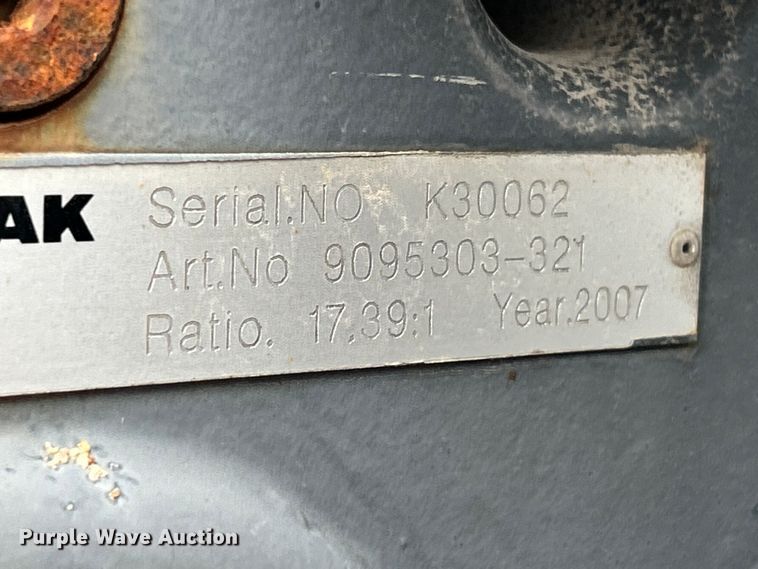 AK
Serial.NO K30062
Art.No 9095303-321
Ratio. 17.39:1 Year.2007
Purple Wave Auction